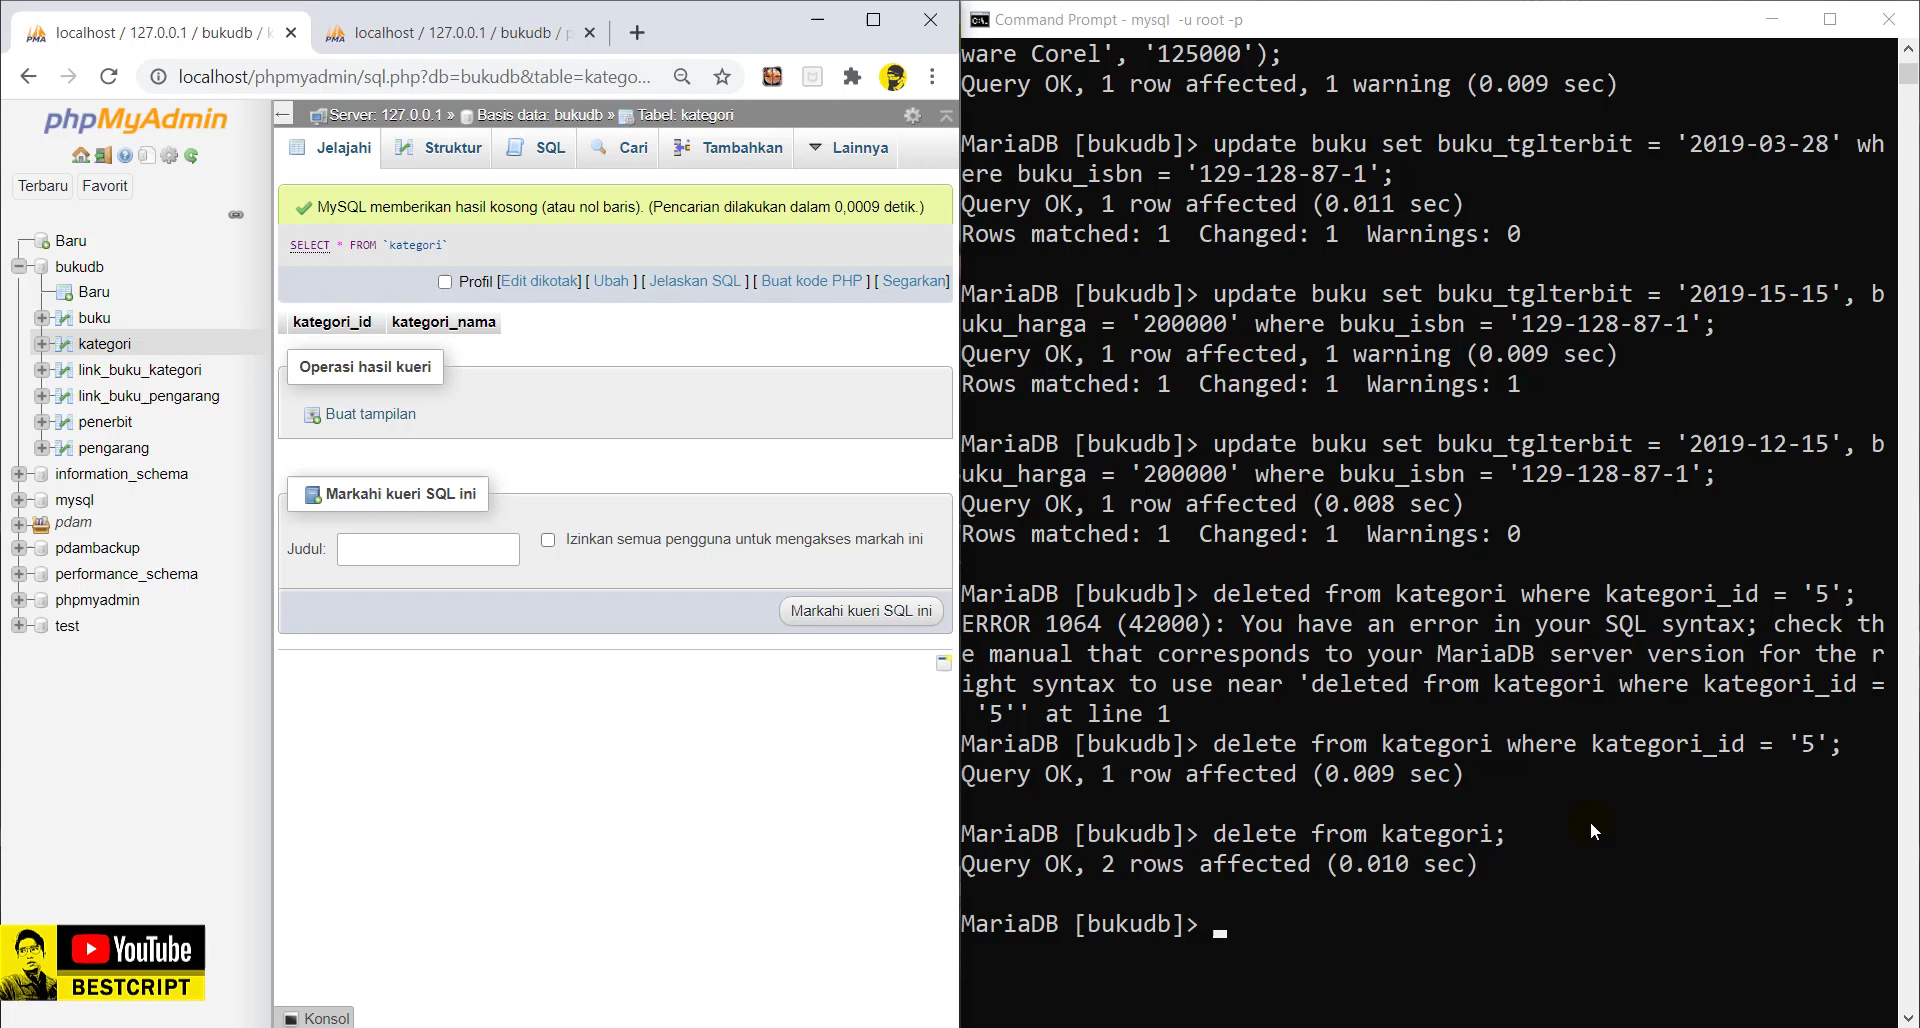 localhost / 127.0.0.1 / bukudb / k
localhost / 127.0.0.1 / bukudb / p
localhost/phpmyadmin/sql.php?db=bukudb&table=katego...
phpMyAdmin
Terbaru
Favorit
Baru
bukudb
Baru
buku
kategori
link_buku_kategori
link_buku_pengarang
penerbit
pengarang
information_schema
mysql
pdam
pdambackup
performance_schema
phpmyadmin
test
YouTube
BESTCRIPT
Server: 127.0.0.1 » Basis data: bukudb » Tabel: kategori
Jelajahi
Struktur
SQL
Cari
Tambahkan
Lainnya
MySQL memberikan hasil kosong (atau nol baris). (Pencarian dilakukan dalam 0,0009 detik.)
SELECT * FROM `kategori`
Profil [Edit dikotak] [ Ubah ] [ Jelaskan SQL ] [ Buat kode PHP ] [ Segarkan]
kategori_id kategori_nama
Operasi hasil kueri
Buat tampilan
Markahi kueri SQL ini
Judul:
Izinkan semua pengguna untuk mengakses markah ini
Markahi kueri SQL ini
Konsol
Command Prompt - mysql -u root -p
ware Corel', '125000');
Query OK, 1 row affected, 1 warning (0.009 sec)
MariaDB [bukudb]> update buku set buku_tglterbit = '2019-03-28' wh
ere buku_isbn = '129-128-87-1';
Query OK, 1 row affected (0.011 sec)
Rows matched: 1 Changed: 1 Warnings: 0
MariaDB [bukudb]> update buku set buku_tglterbit = '2019-15-15', b
uku_harga = '200000' where buku_isbn = '129-128-87-1';
Query OK, 1 row affected, 1 warning (0.009 sec)
Rows matched: 1 Changed: 1 Warnings: 1
MariaDB [bukudb]> update buku set buku_tglterbit = '2019-12-15', b
uku_harga = '200000' where buku_isbn = '129-128-87-1';
Query OK, 1 row affected (0.008 sec)
Rows matched: 1 Changed: 1 Warnings: 0
MariaDB [bukudb]> deleted from kategori where kategori_id = '5';
ERROR 1064 (42000): You have an error in your SQL syntax; check th
e manual that corresponds to your MariaDB server version for the r
ight syntax to use near 'deleted from kategori where kategori_id =
'5'' at line 1
MariaDB [bukudb]> delete from kategori where kategori_id = '5';
Query OK, 1 row affected (0.009 sec)
MariaDB [bukudb]> delete from kategori;
Query OK, 2 rows affected (0.010 sec)
MariaDB [bukudb]>